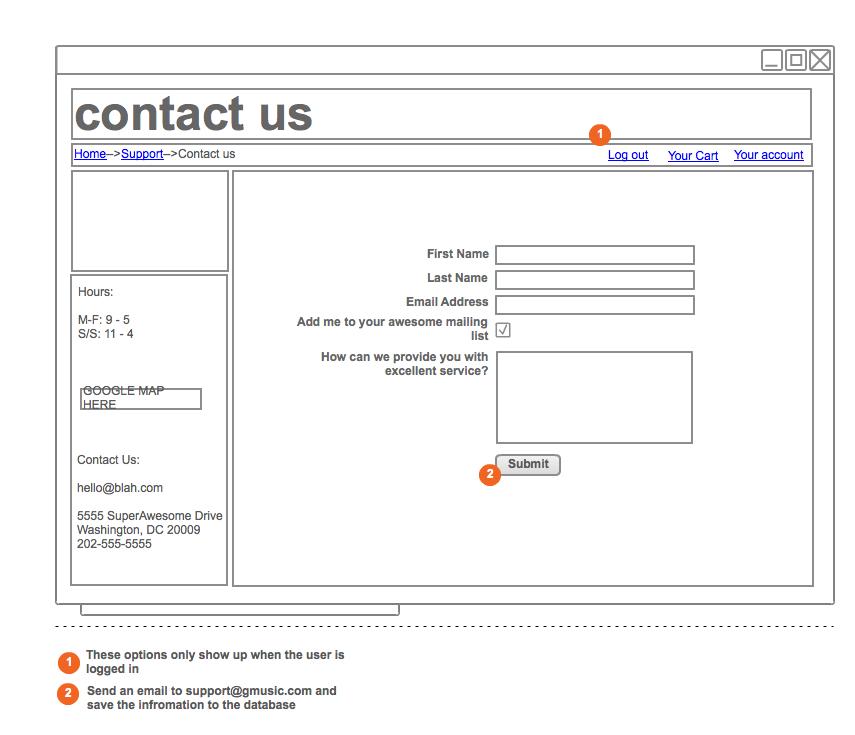 contact us
1
Home-->Support-->Contact us
Log out Your Cart Your account
First Name
Last Name
Email Address
Add me to your awesome mailing
list
How can we provide you with
excellent service?
Submit
2
Hours:
M-F: 9 - 5
S/S: 11 - 4
GOOGLE MAP
HERE
Contact Us:
hello@blah.com
5555 SuperAwesome Drive
Washington, DC 20009
202-555-5555
1 These options only show up when the user is
logged in
2 Send an email to support@gmusic.com and
save the infromation to the database